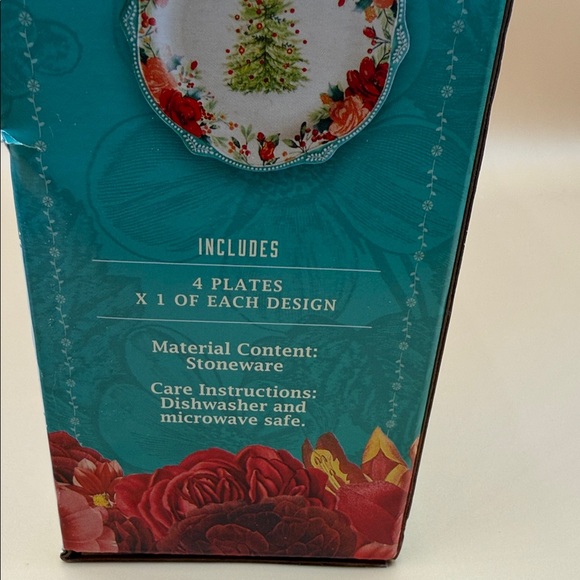 INCLUDES
4 PLATES
X 1 OF EACH DESIGN
Material Content:
Stoneware
Care Instructions:
Dishwasher and
microwave safe.